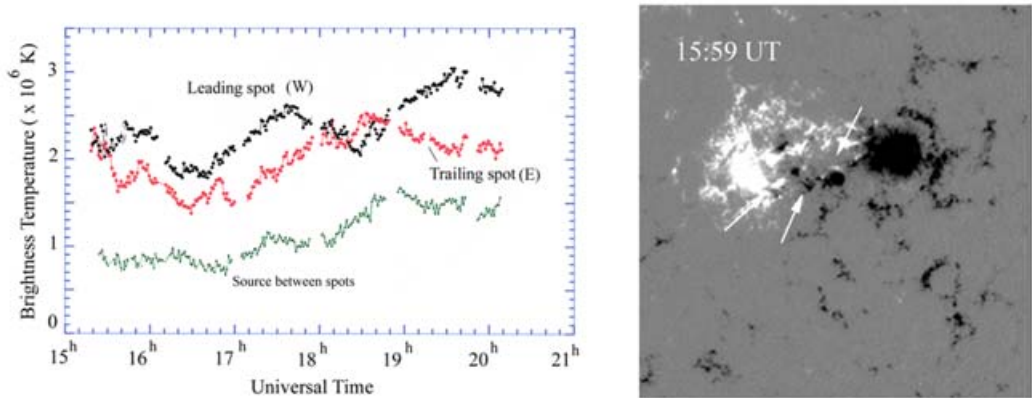 Brightness Temperature ( x 10⁶ K)
3
2
1
0
Leading spot (W)
Trailing spot (E)
Source between spots
15ʰ 16ʰ 17ʰ 18ʰ 19ʰ 20ʰ 21ʰ
Universal Time
15:59 UT